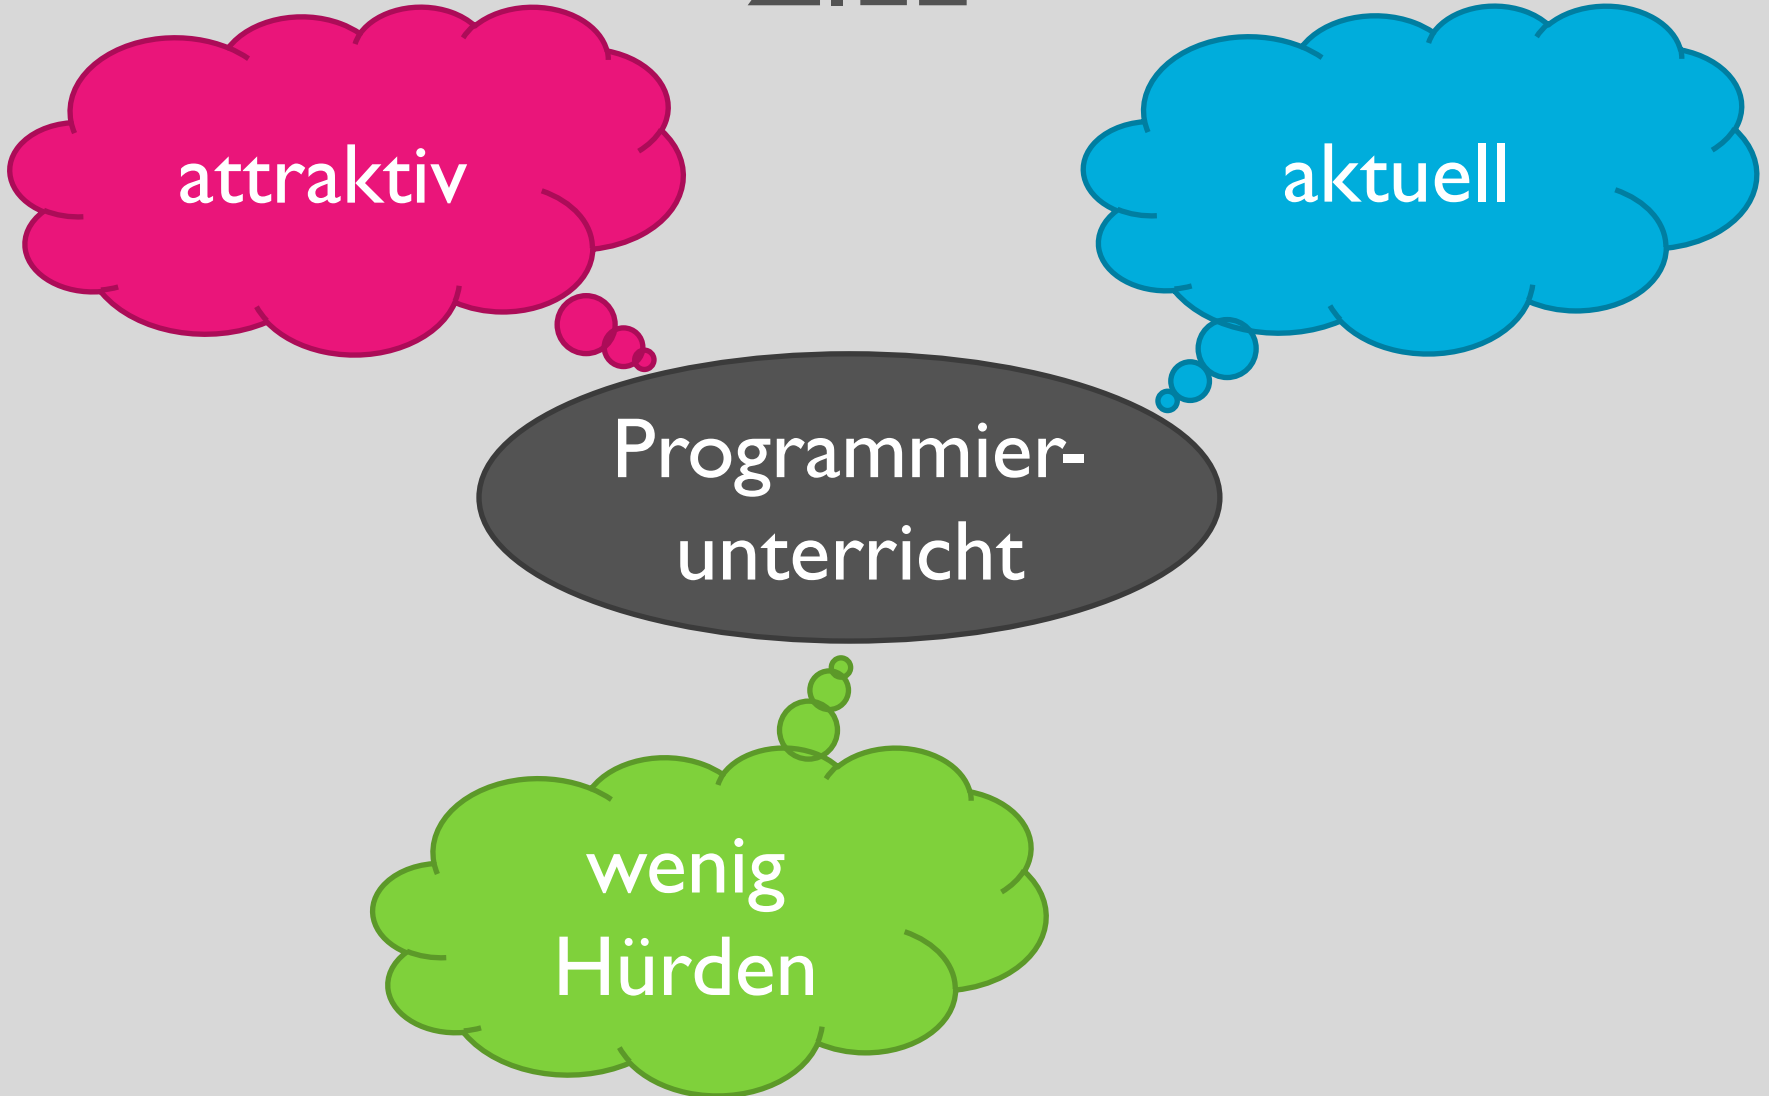 attraktiv
aktuell
Programmier-
unterricht
wenig
Hürden